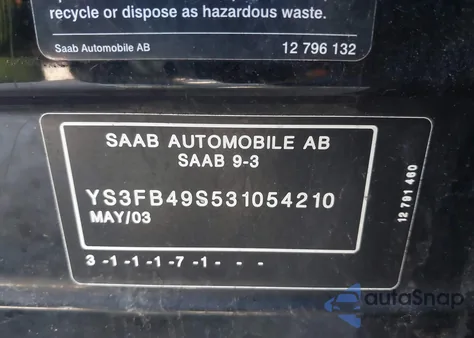 recycle or dispose as hazardous waste.
Saab Automobile AB 12 796 132
SAAB AUTOMOBILE AB
SAAB 9-3
YS3FB49S531054210
MAY/03
3 -1 -1 -1 -7 -1 - - -
12 791 460
autoSnap